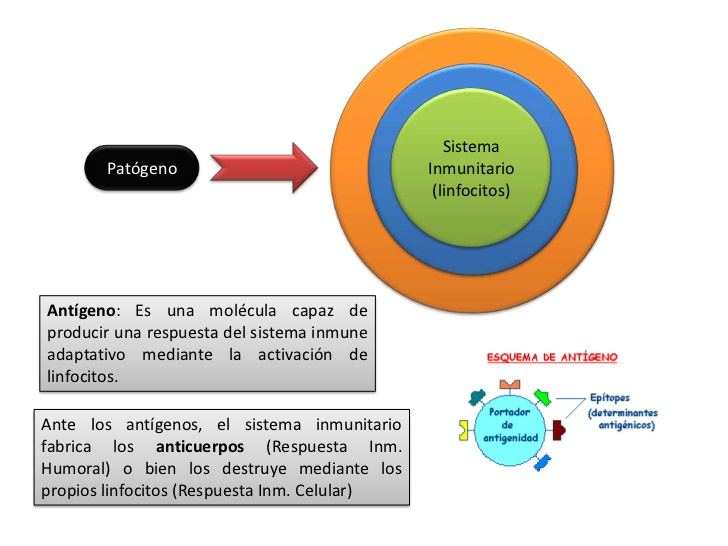 Patógeno
Sistema
Inmunitario
(linfocitos)
Antígeno: Es una molécula capaz de
producir una respuesta del sistema inmune
adaptativo mediante la activación de
linfocitos.
ESQUEMA DE ANTÍGENO
Portador
de
antigenidad
Epítopes
(determinantes
antigénicos)
Ante los antígenos, el sistema inmunitario
fabrica los anticuerpos (Respuesta Inm.
Humoral) o bien los destruye mediante los
propios linfocitos (Respuesta Inm. Celular)